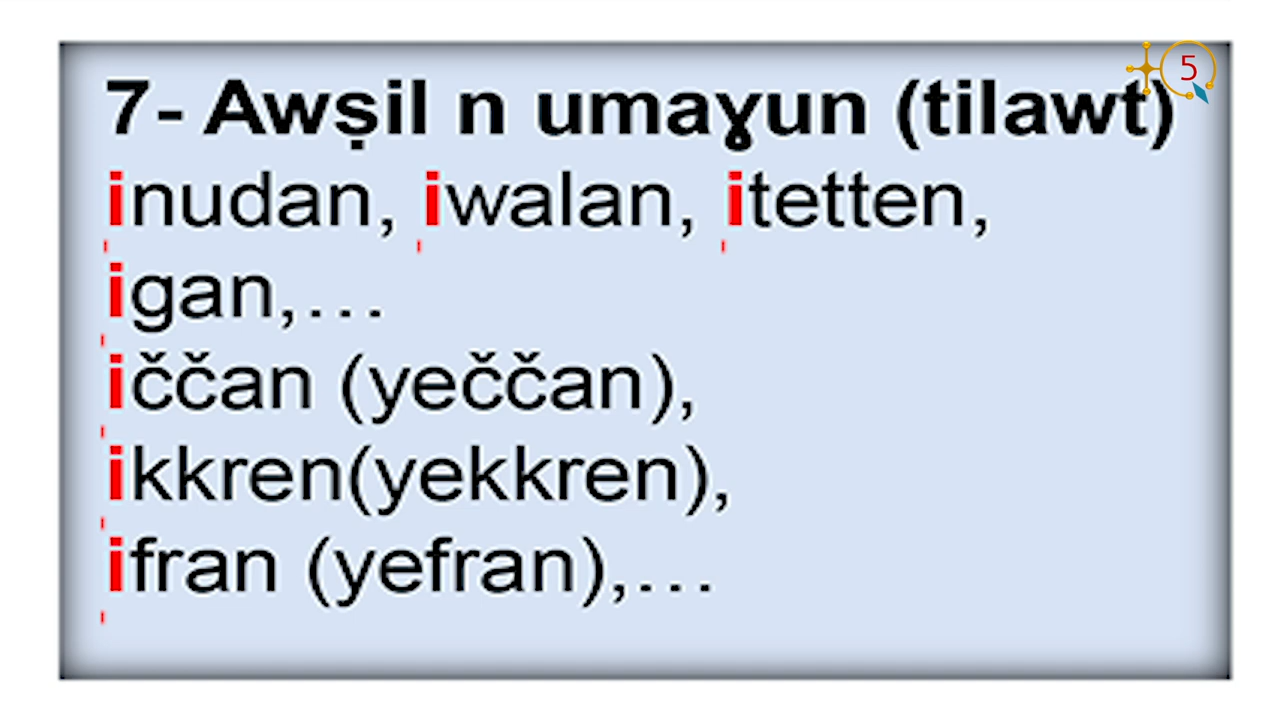 5
7- Awṣil n umaɣun (tilawt)
inudan, iwalan, itetten,
igan,...
iččan (yeččan),
ikkren(yekkren),
ifran (yefran),...